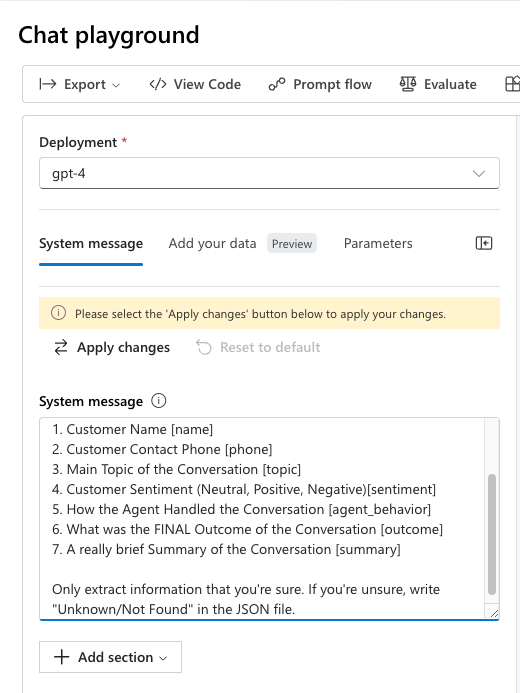 Chat playground
Export
View Code
Prompt flow
Evaluate
Deployment *
gpt-4
System message
Add your data
Preview
Parameters
Please select the 'Apply changes' button below to apply your changes.
Apply changes
Reset to default
System message
1. Customer Name [name]
2. Customer Contact Phone [phone]
3. Main Topic of the Conversation [topic]
4. Customer Sentiment (Neutral, Positive, Negative)[sentiment]
5. How the Agent Handled the Conversation [agent_behavior]
6. What was the FINAL Outcome of the Conversation [outcome]
7. A really brief Summary of the Conversation [summary]
Only extract information that you're sure. If you're unsure, write
"Unknown/Not Found" in the JSON file.
Add section